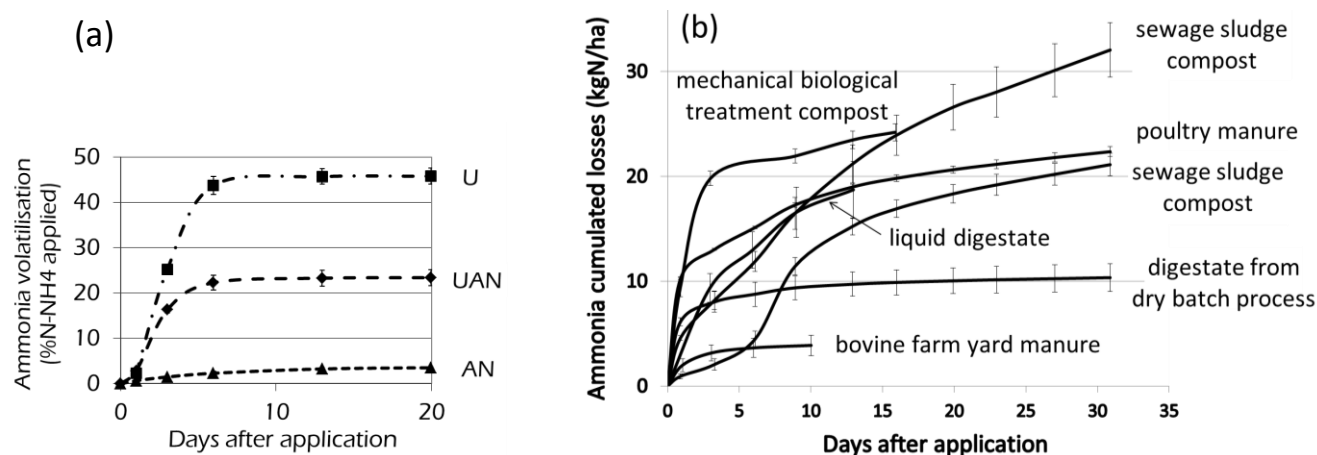 (a)
Ammonia volatilisation
(%N-NH4 applied)
50
40
30
20
10
0
0
10
20
Days after application
U
UAN
AN
(b)
Ammonia cumulated losses (kgN/ha)
30
20
10
0
0
5
10
15
20
25
30
35
Days after application
mechanical biological
treatment compost
sewage sludge
compost
poultry manure
sewage sludge
compost
liquid digestate
digestate from
dry batch process
bovine farm yard manure